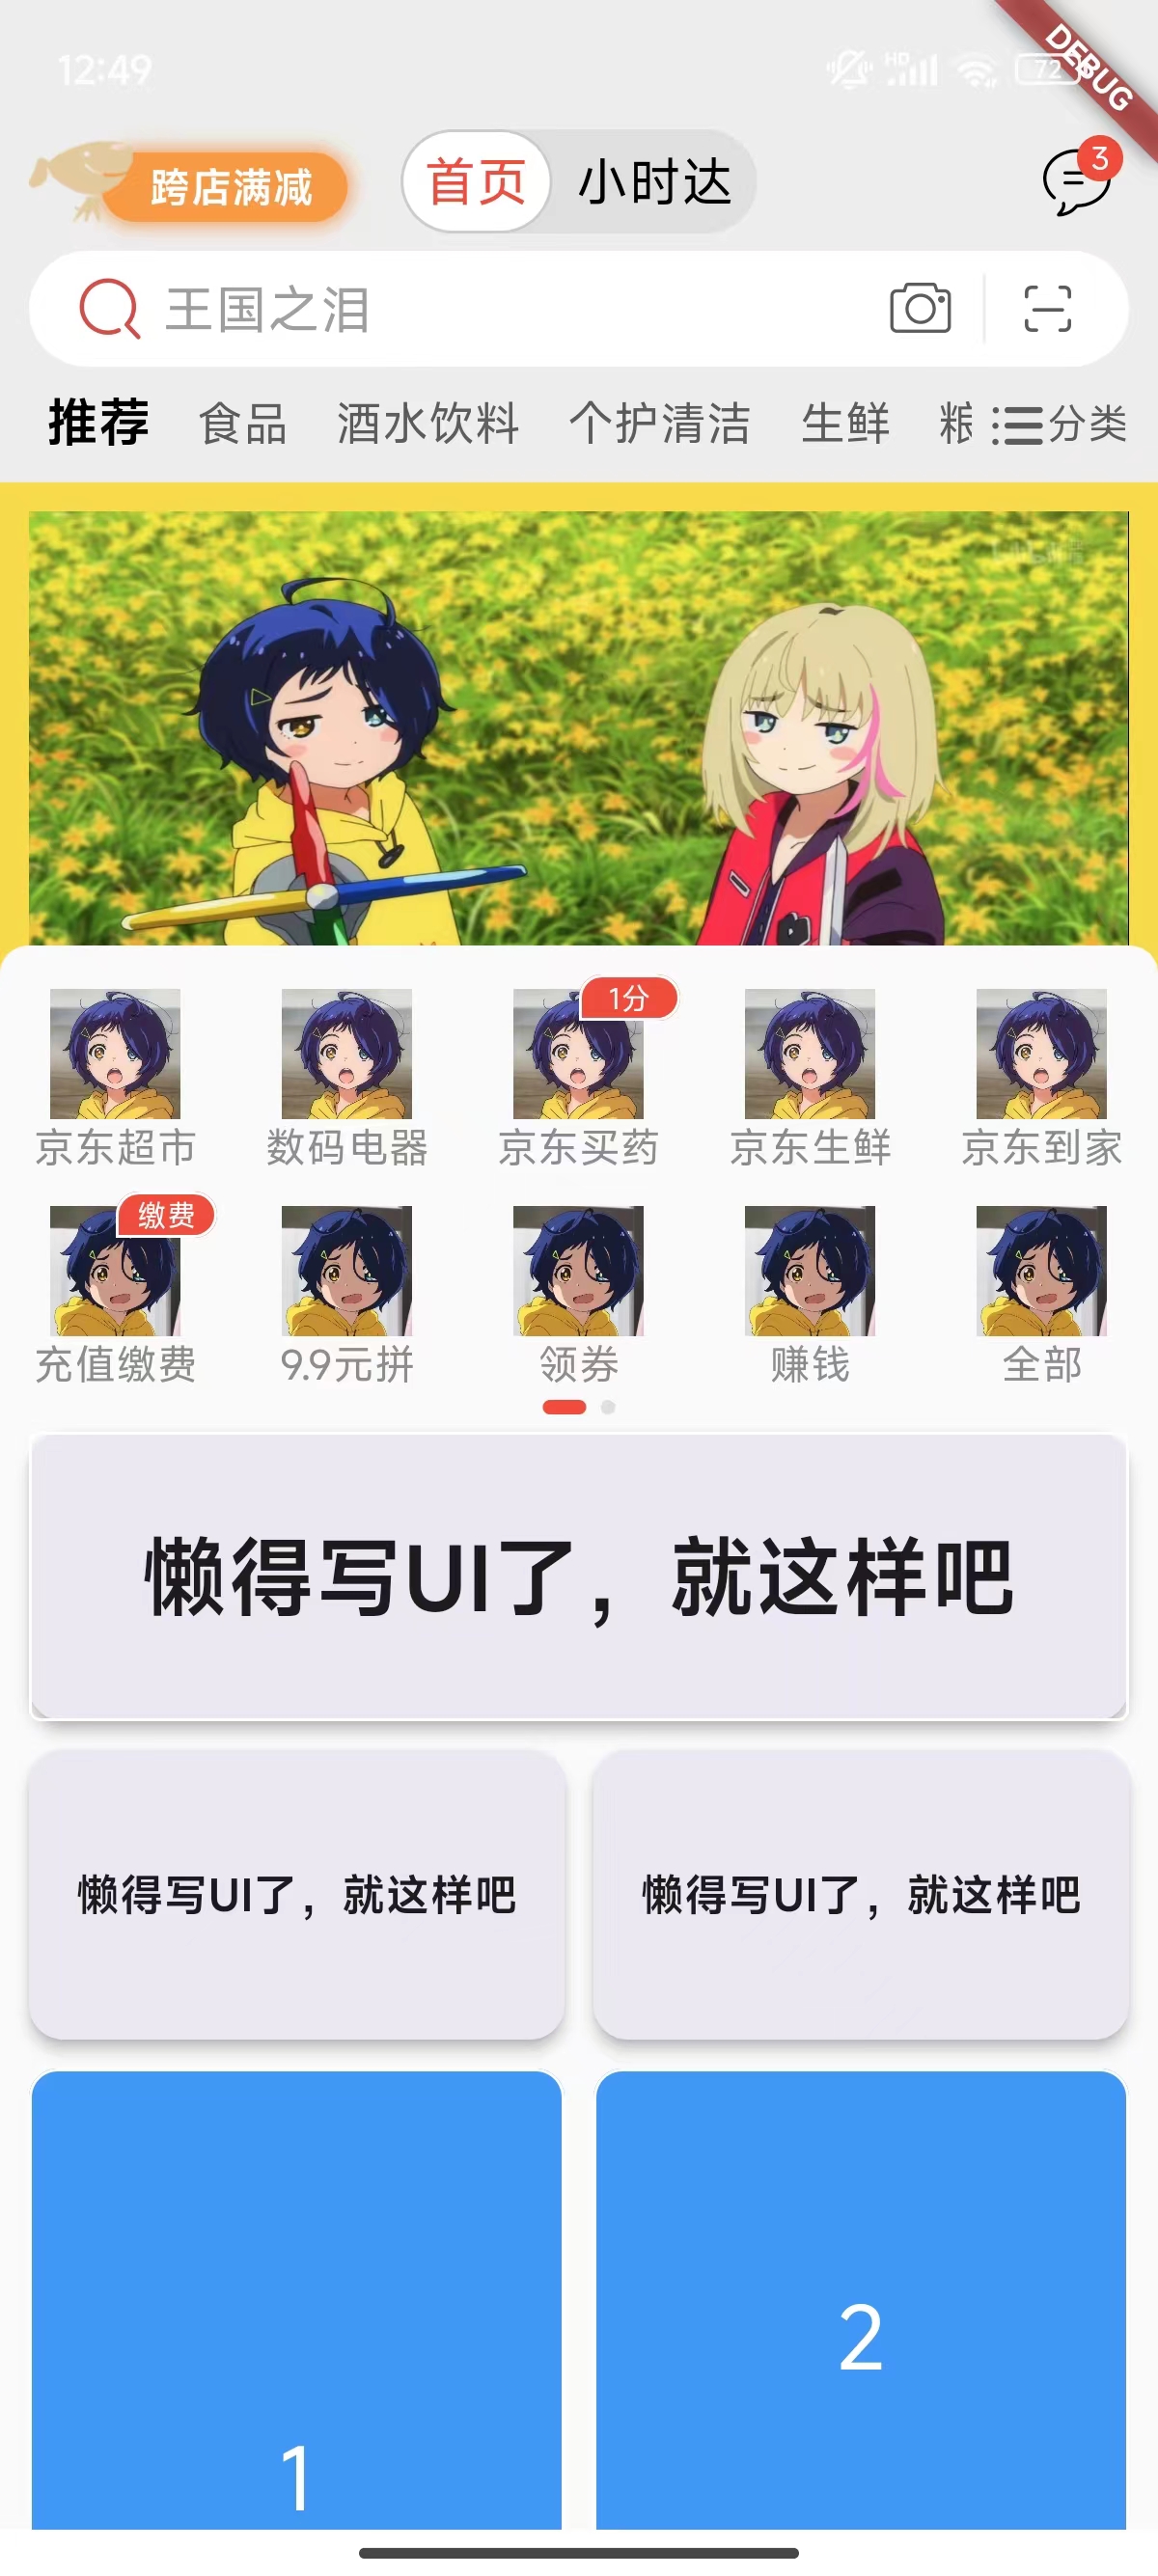 12:49
HD
72
DEBUG
跨店满减
首页
小时达
3
王国之泪
推荐 食品 酒水饮料 个护清洁 生鲜 粮 分类
1分
京东超市 数码电器 京东买药 京东生鲜 京东到家
缴费
充值缴费 9.9元拼 领券 赚钱 全部
懒得写UI了，就这样吧
懒得写UI了，就这样吧
懒得写UI了，就这样吧
2
1